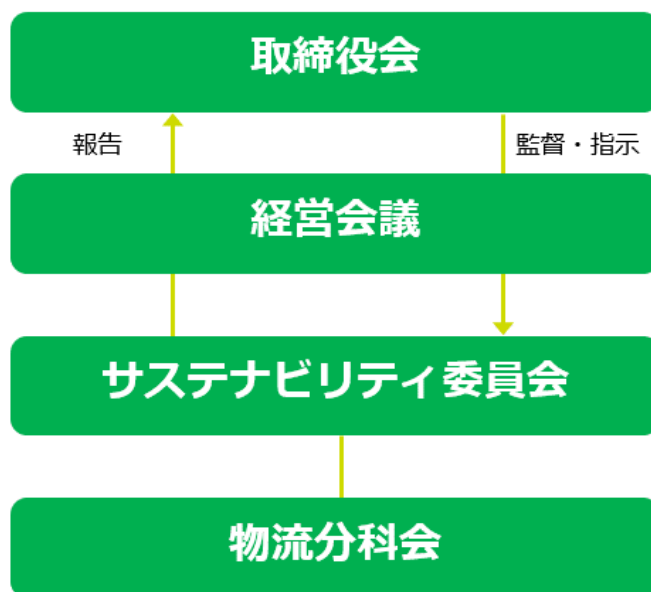 取締役会
報告
監督・指示
経営会議
サステナビリティ委員会
物流分科会